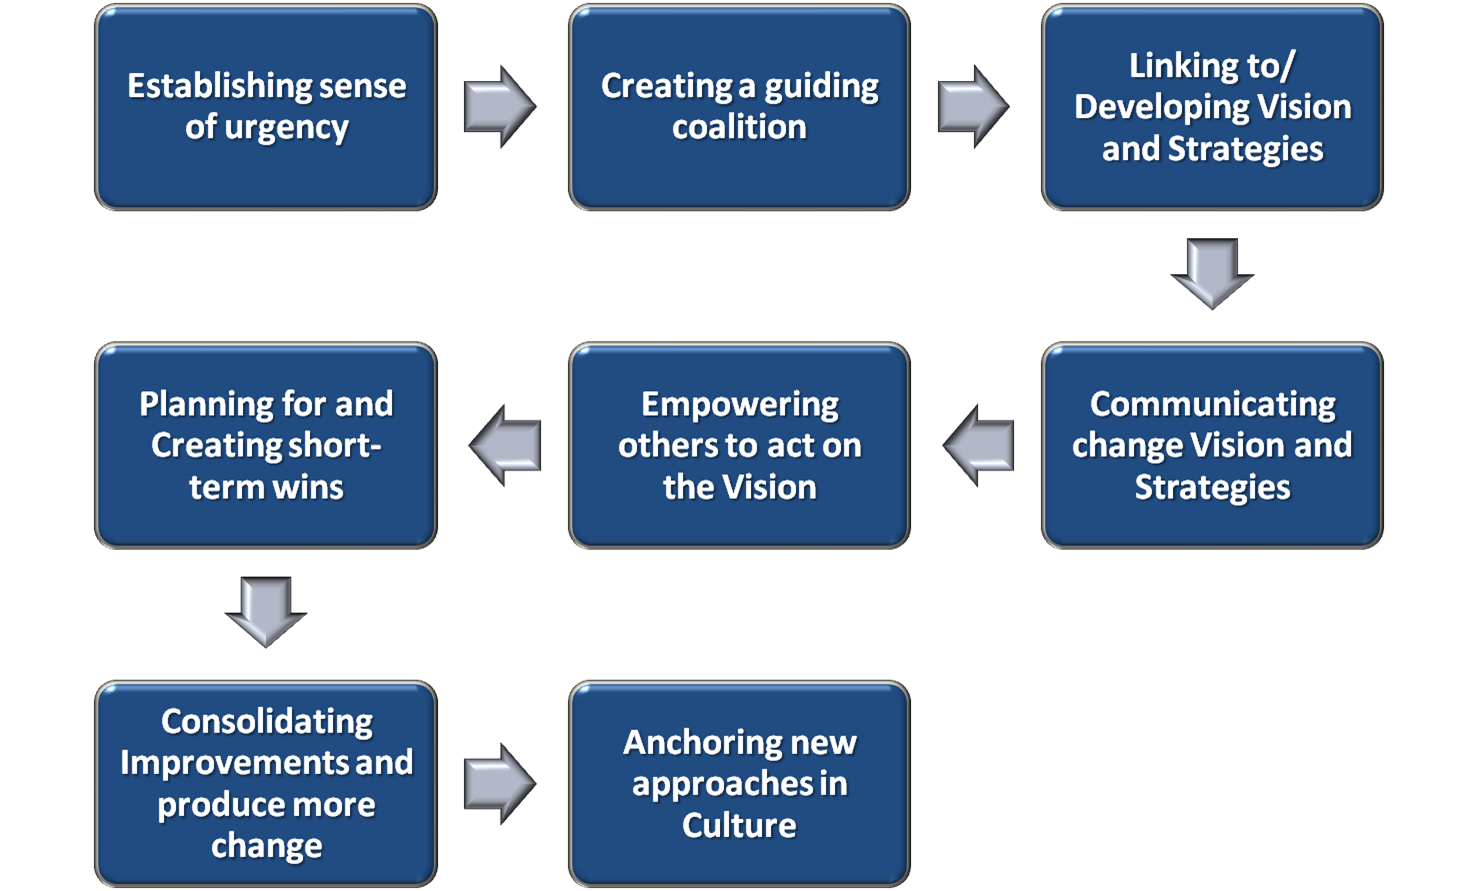 Establishing sense
of urgency
Creating a guiding
coalition
Linking to/
Developing Vision
and Strategies
Communicating
change Vision and
Strategies
Empowering
others to act on
the Vision
Planning for and
Creating short-
term wins
Consolidating
Improvements and
produce more
change
Anchoring new
approaches in
Culture